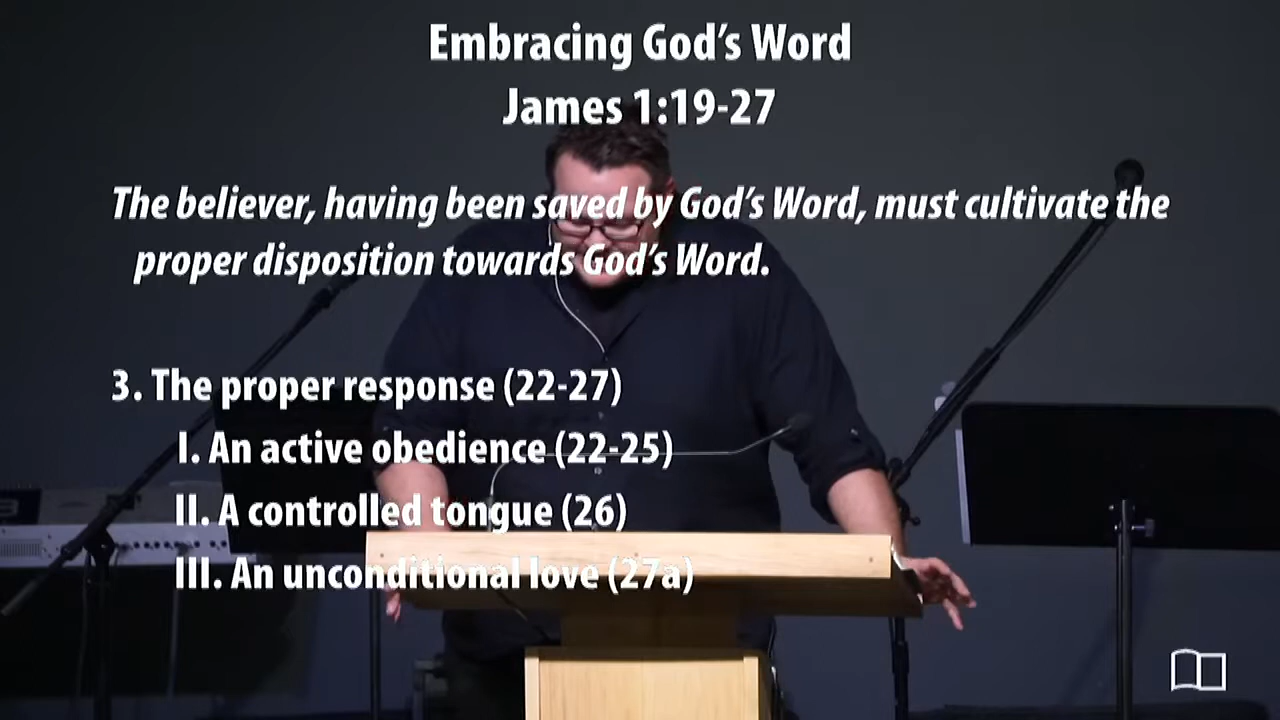 Embracing God's Word
James 1:19-27
The believer, having been saved by God's Word, must cultivate the
proper disposition towards God's Word.
3. The proper response (22-27)
I. An active obedience (22-25)
II. A controlled tongue (26)
III. An unconditional love (27a)